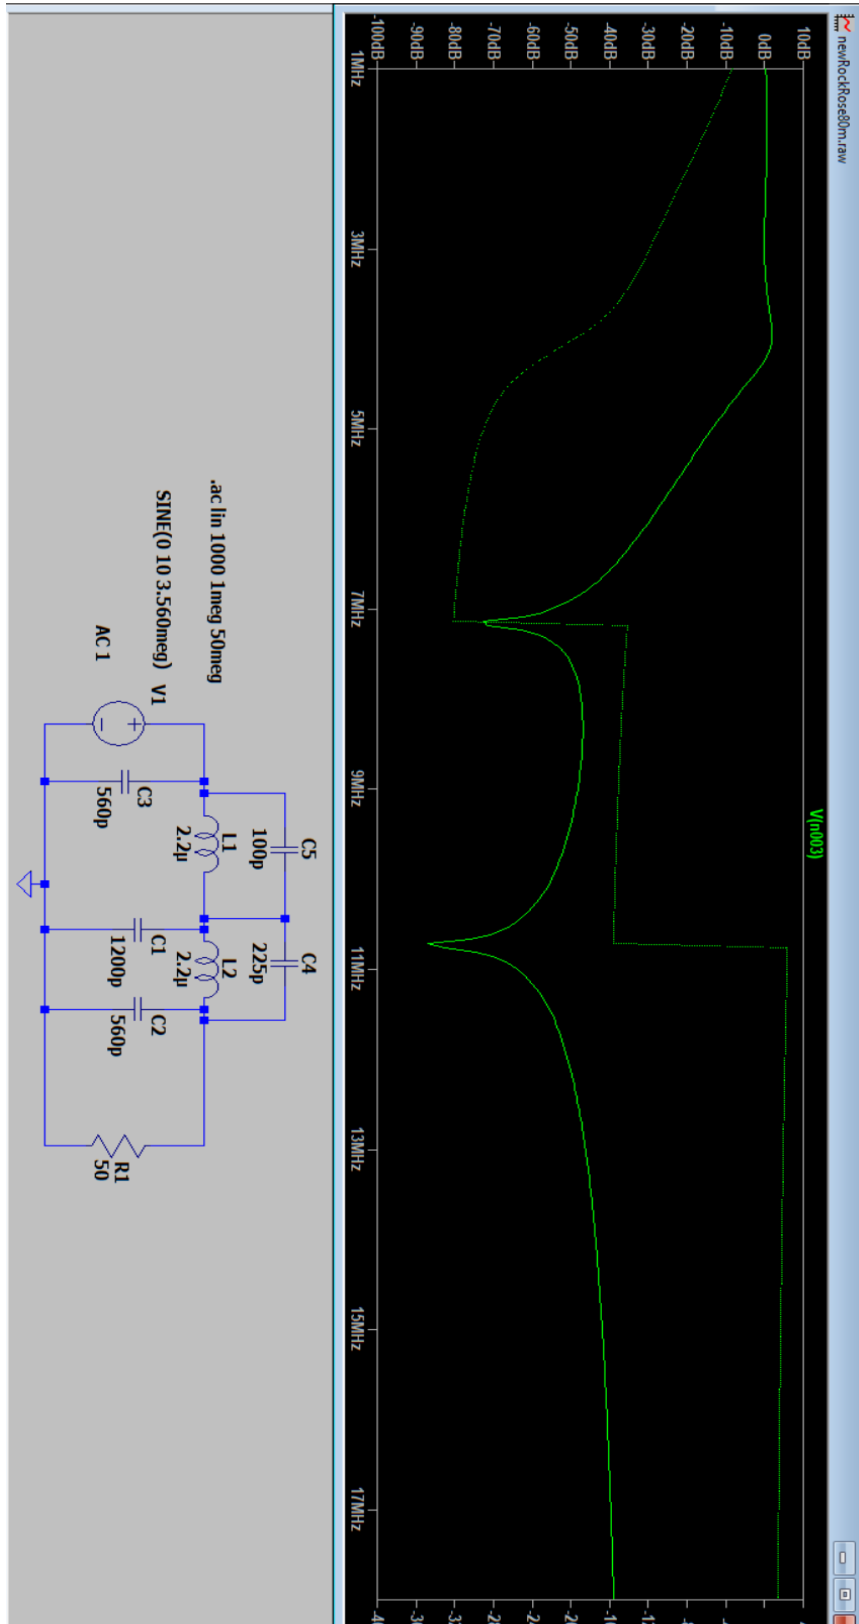 newRockRose80m.raw
V(n003)
10dB
0dB
-10dB
-20dB
-30dB
-40dB
-50dB
-60dB
-70dB
-80dB
-90dB
-100dB
1MHz
3MHz
5MHz
7MHz
9MHz
11MHz
13MHz
15MHz
17MHz
.ac lin 1000 1meg 50meg
SINE(0 10 3.560meg)
V1
AC 1
C3
560p
L1
2.2µ
C5
100p
C1
1200p
L2
2.2µ
C4
225p
C2
560p
R1
50